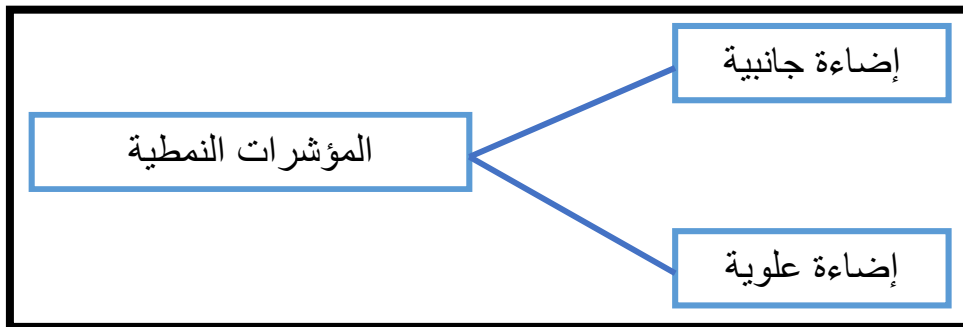 إضاءة جانبية
المؤشرات النمطية
إضاءة علوية